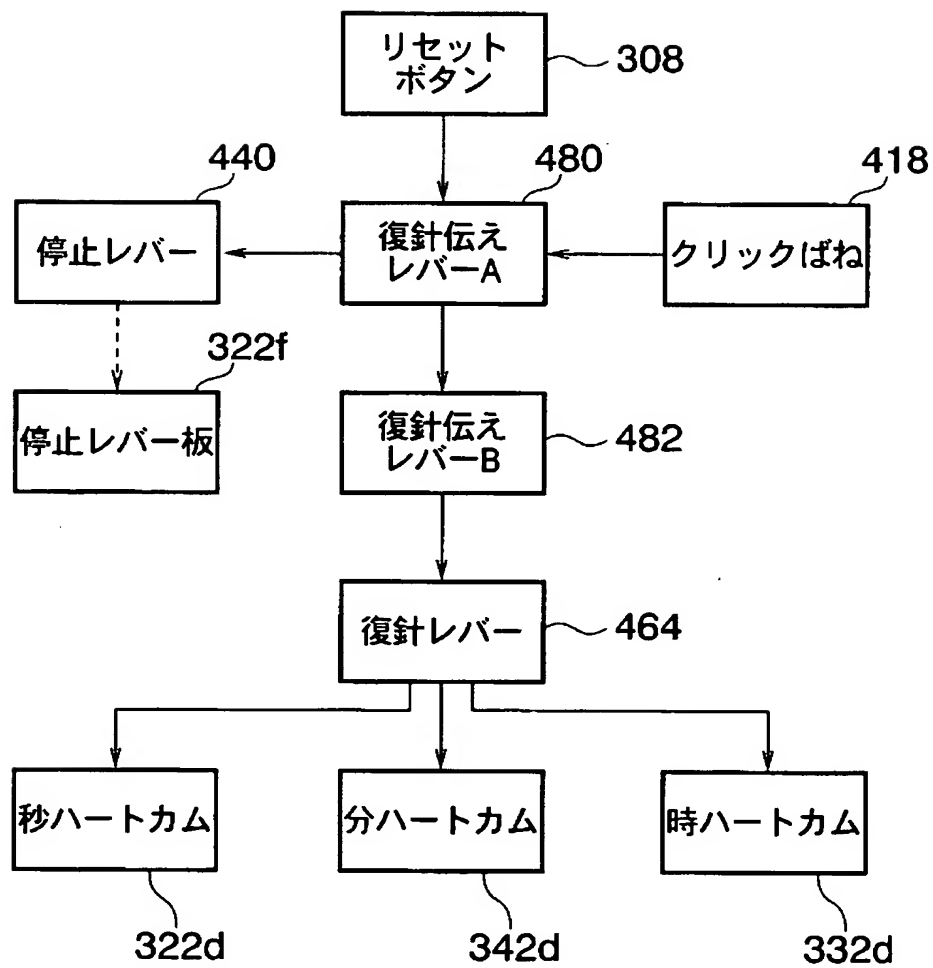 リセット
ボタン
308
440
480
418
停止レバー
復針伝え
レバーA
クリックばね
322f
停止レバー板
復針伝え
レバーB
482
復針レバー
464
秒ハートカム
分ハートカム
時ハートカム
322d
342d
332d